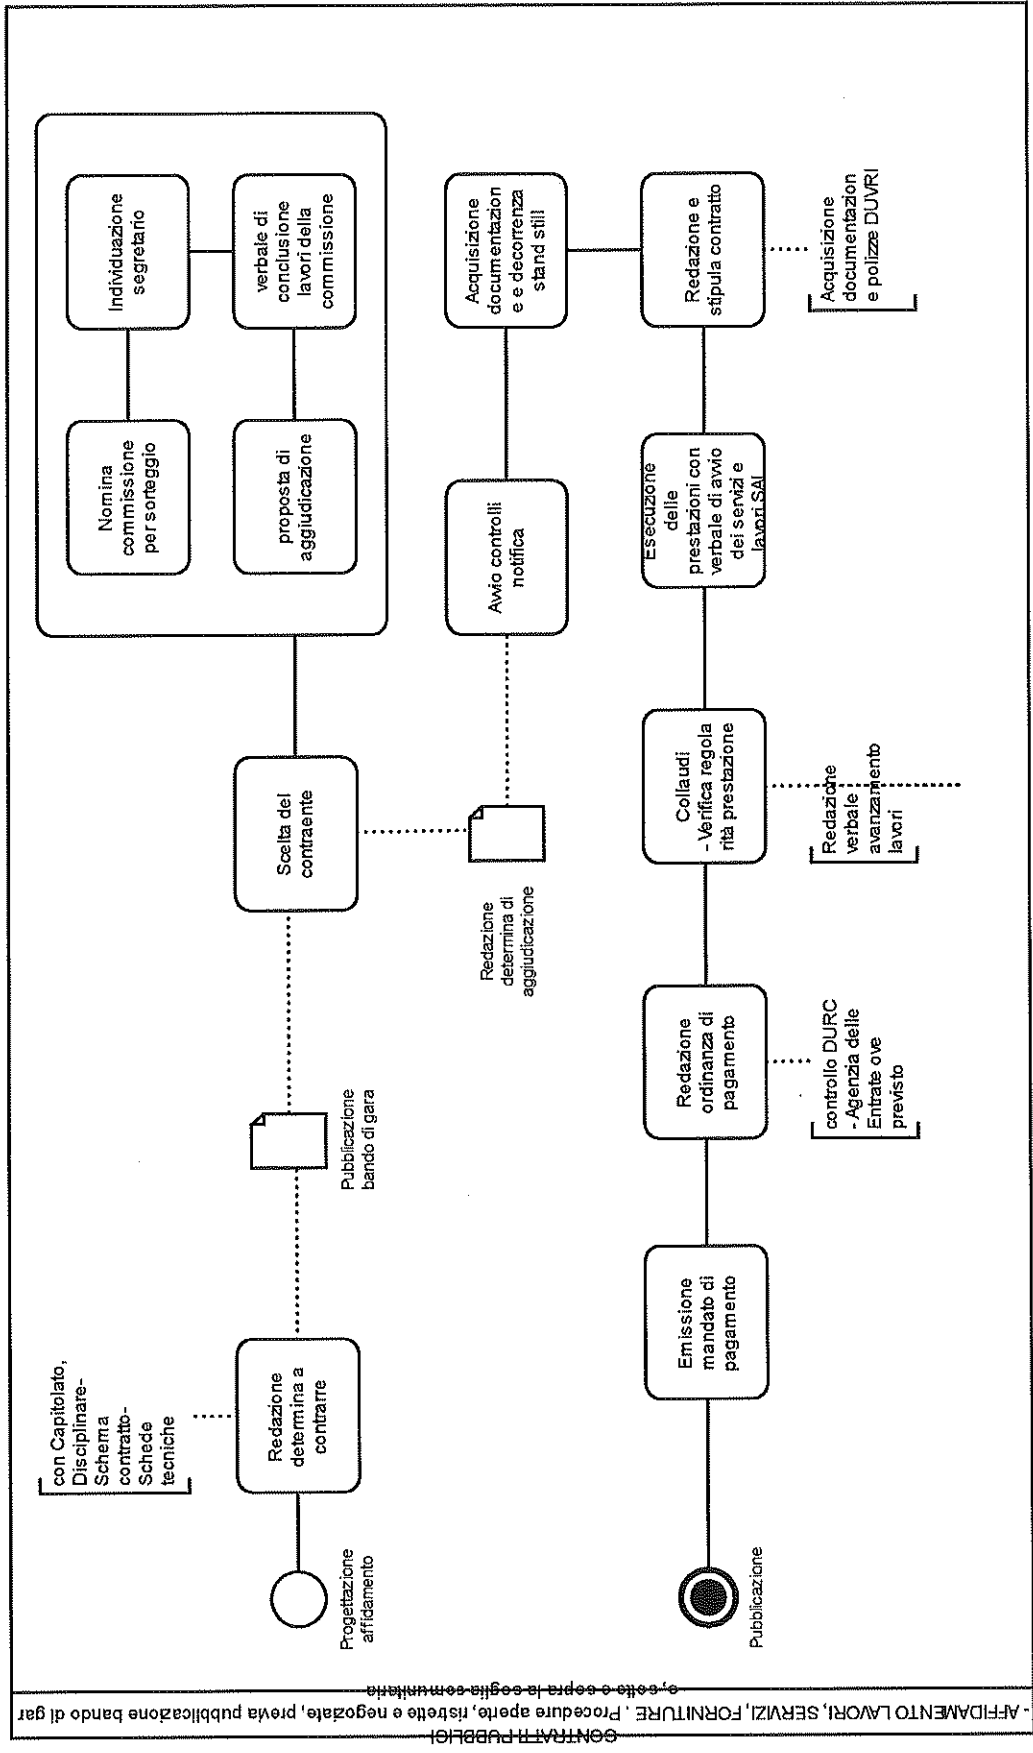 CONTRATTI PUBBLICI
- AFFIDAMENTO LAVORI, SERVIZI, FORNITURE . Procedure aperte, ristrette e negoziate, previa pubblicazione bando di gar
e, sotto e sopra la soglia comunitaria
con Capitolato,
Disciplinare-
Schema
contratto-
Schede
tecniche
Progettazione
affidamento
Redazione
determina a
contrarre
Pubblicazione
bando di gara
Scelta del
contraente
Nomina
commissione
per sorteggio
Individuazione
segretario
proposta di
aggiudicazione
verbale di
conclusione
lavori della
commissione
Redazione
determina di
aggiudicazione
Avvio controlli
notifica
Acquisizione
documentazion
e e decorrenza
stand still
Pubblicazione
Emissione
mandato di
pagamento
Redazione
ordinanza di
pagamento
Collaudi
- Verifica regola
rità prestazione
Esecuzione
delle
prestazioni con
verbale di avvio
dei servizi e
lavori SAL
Redazione e
stipula contratto
controllo DURC
- Agenzia delle
Entrate ove
previsto
Redazione
verbale
avanzamento
lavori
Acquisizione
documentazion
e polizze DUVRI